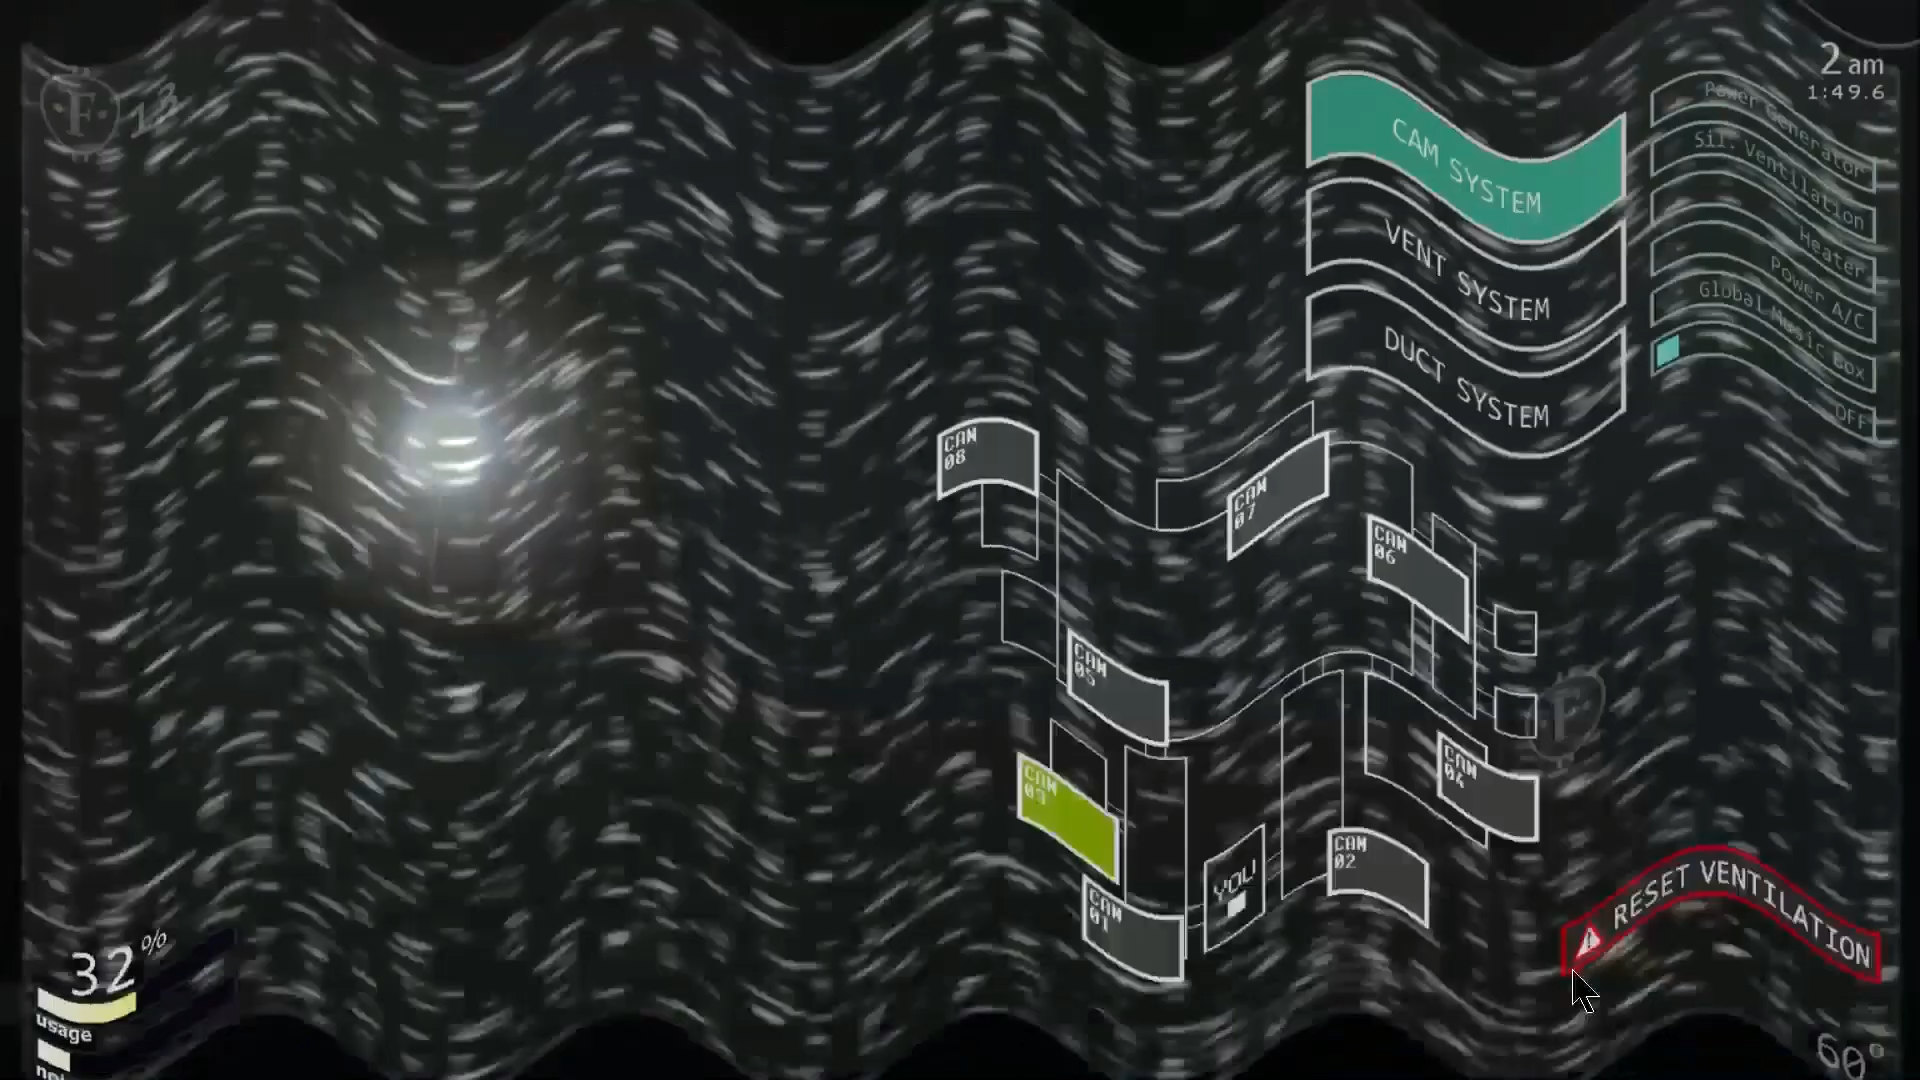 F 13
2 am
1:49.6
CAM SYSTEM
VENT SYSTEM
DUCT SYSTEM
Power Generator
Sil. Ventilation
Heater
Power A/C
Global Music Box
OFF
CAM
08
CAM
07
CAM
06
CAM
05
CAM
04
CAM
03
CAM
02
CAM
01
YOU
F
RESET VENTILATION
32 %
usage
60°